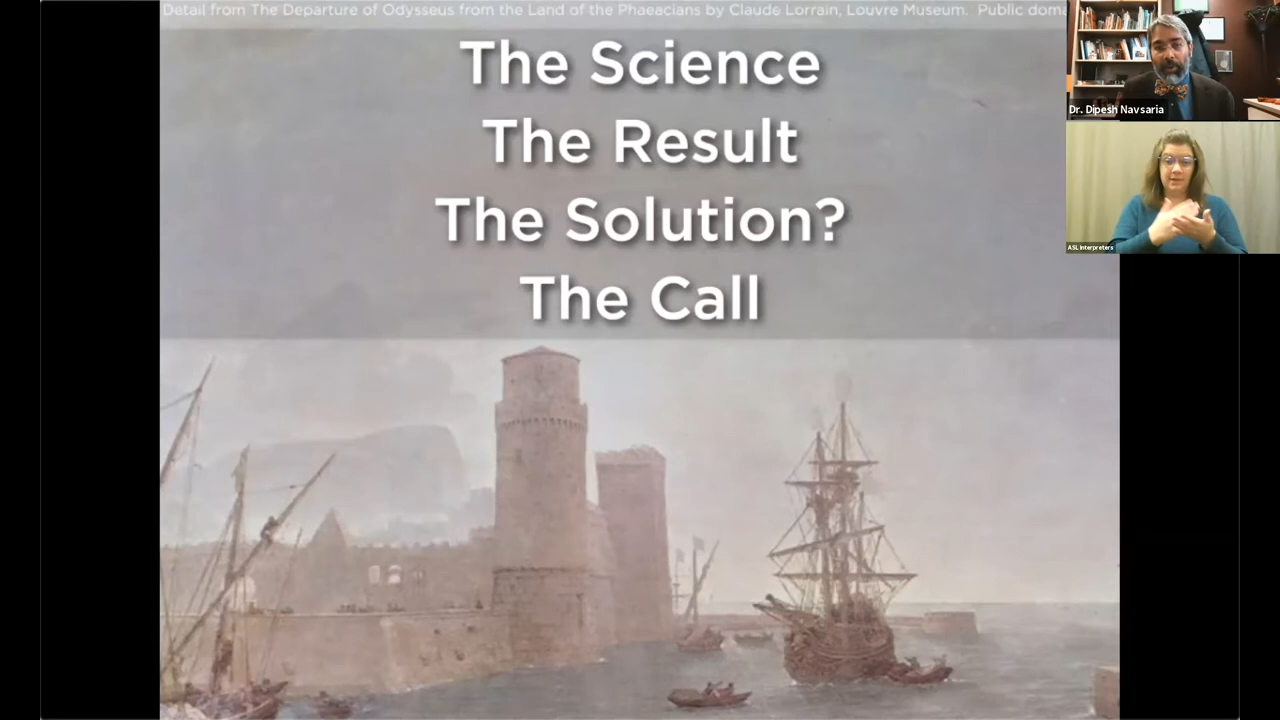 Detail from The Departure of Odysseus from the Land of the Phaeacians by Claude Lorrain, Louvre Museum. Public
The Science
The Result
The Solution?
The Call
Dr. Dipesh Navsaria
ASL Interpreters